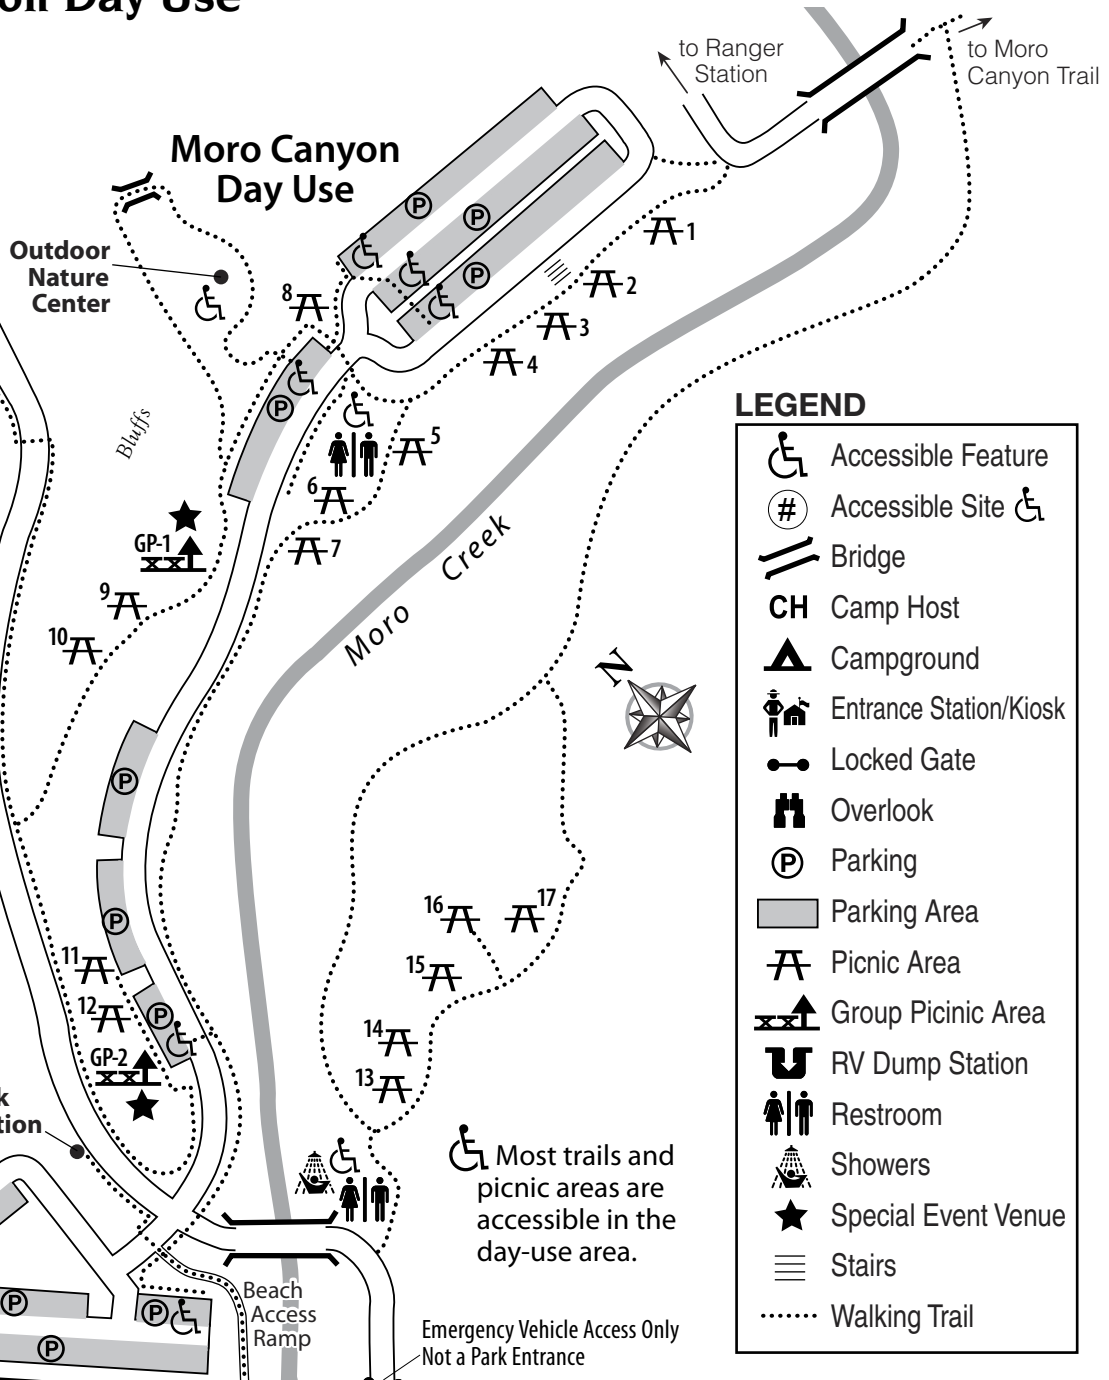 on Day Use
to Ranger
Station
to Moro
Canyon Trail
Moro Canyon
Day Use
Outdoor
Nature
Center
P
P
P
1
2
3
4
8
P
Bluffs
5
6
7
GP-1
9
10
Moro Creek
N
P
P
11
12
P
GP-2
16
17
15
14
13
k
tion
Most trails and
picnic areas are
accessible in the
day-use area.
Beach
Access
Ramp
P
P
P
Emergency Vehicle Access Only
Not a Park Entrance
LEGEND
Accessible Feature
# Accessible Site
Bridge
CH Camp Host
Campground
Entrance Station/Kiosk
Locked Gate
Overlook
P Parking
Parking Area
Picnic Area
Group Picinic Area
RV Dump Station
Restroom
Showers
Special Event Venue
Stairs
Walking Trail